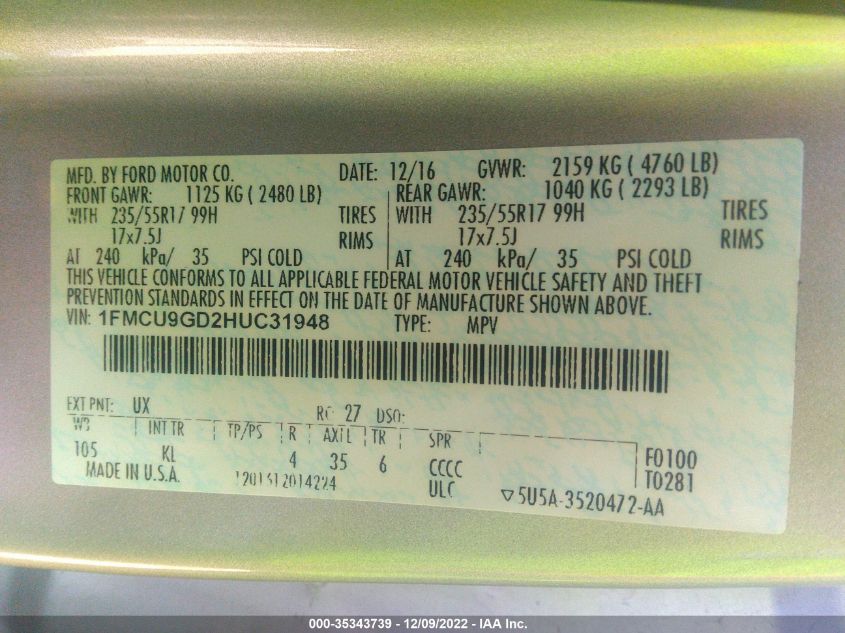 MFD. BY FORD MOTOR CO. DATE: 12/16 GVWR: 2159 KG ( 4760 LB)
FRONT GAWR: 1125 KG ( 2480 LB) REAR GAWR: 1040 KG ( 2293 LB)
WITH 235/55R17 99H TIRES WITH 235/55R17 99H TIRES
17x7.5J RIMS 17x7.5J RIMS
AT 240 kPa/ 35 PSI COLD AT 240 kPa/ 35 PSI COLD
THIS VEHICLE CONFORMS TO ALL APPLICABLE FEDERAL MOTOR VEHICLE SAFETY AND THEFT
PREVENTION STANDARDS IN EFFECT ON THE DATE OF MANUFACTURE SHOWN ABOVE.
VIN: 1FMCU9GD2HUC31948 TYPE: MPV
EXT PNT: UX RC: 27 DSO:
WB INT TR TP/PS R AXLE TR SPR
105 KL 4 35 6 CCCC F0100
MADE IN U.S.A. ULC T0281
▽5U5A-3520472-AA
000-35343739 - 12/09/2022 - IAA Inc.